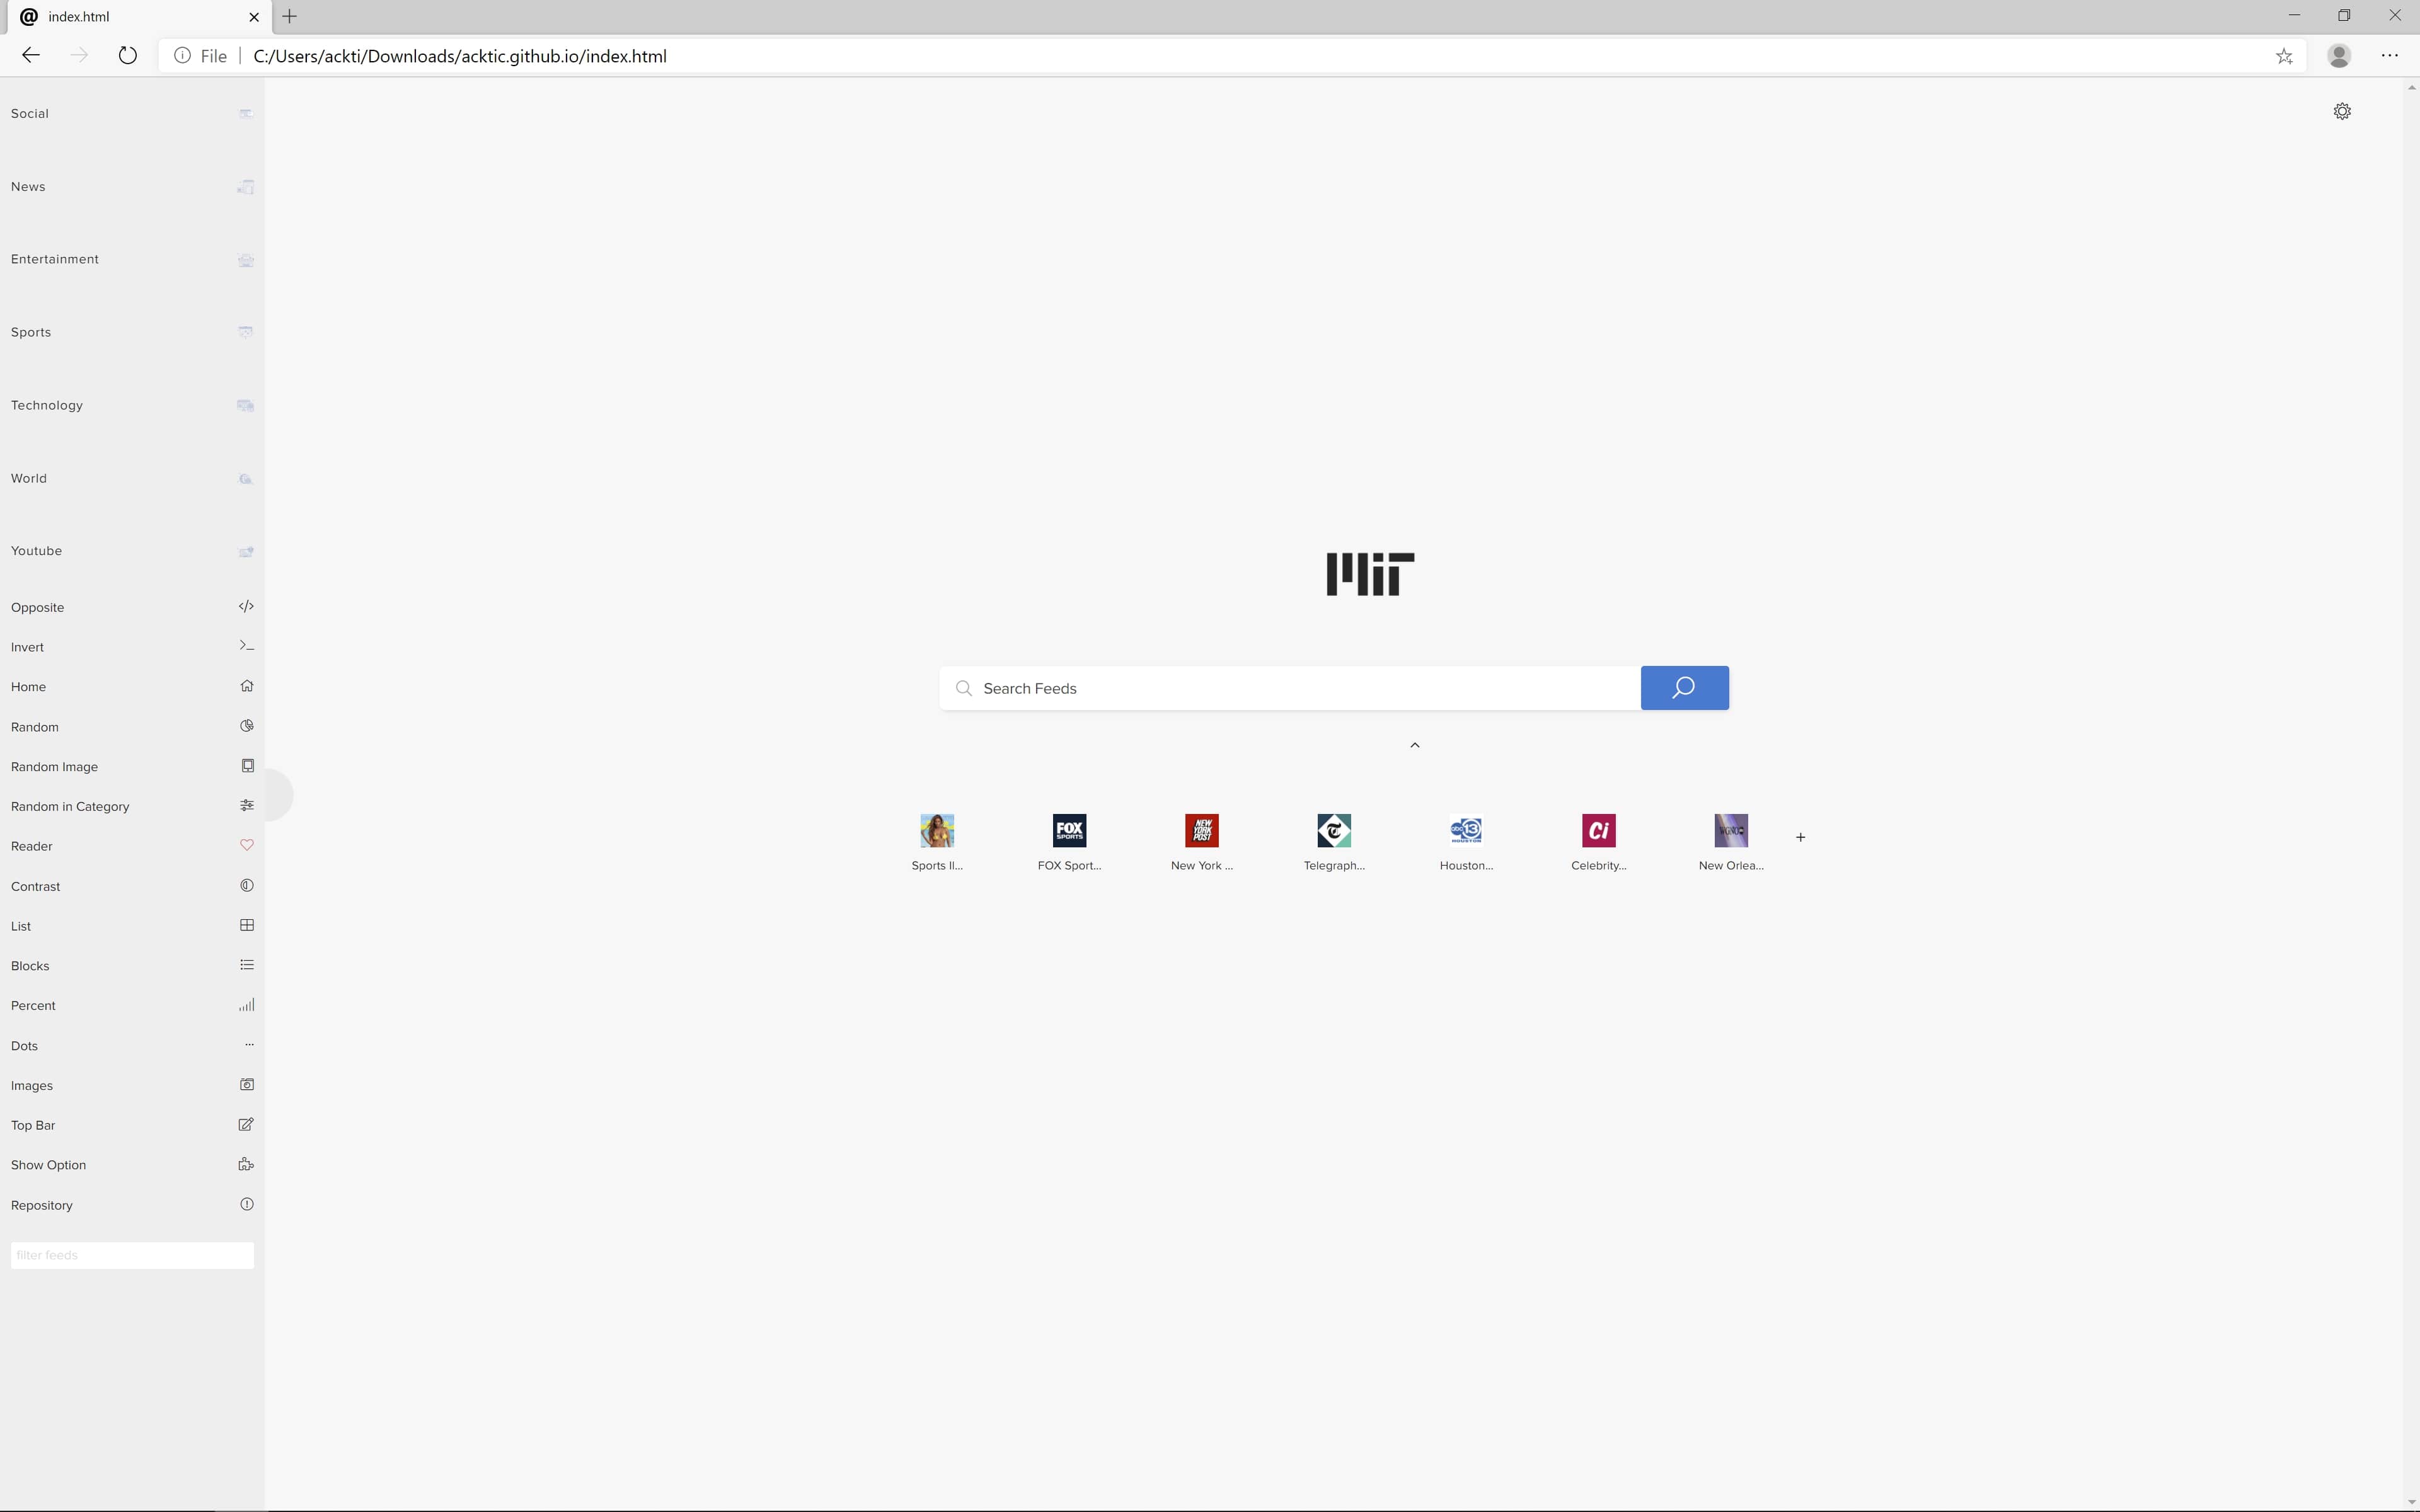 index.html
File
C:/Users/ackti/Downloads/acktic.github.io/index.html
Social
News
Entertainment
Sports
Technology
World
Youtube
Opposite
Invert
Home
Random
Random Image
Random in Category
Reader
Contrast
List
Blocks
Percent
Dots
Images
Top Bar
Show Option
Repository
filter feeds
MIT
Search Feeds
FOX
SPORTS
NEW
YORK
POST
abc 13
HOUSTON
Ci
Sports Il...
FOX Sport...
New York ...
Telegraph...
Houston...
Celebrity...
New Orlea...